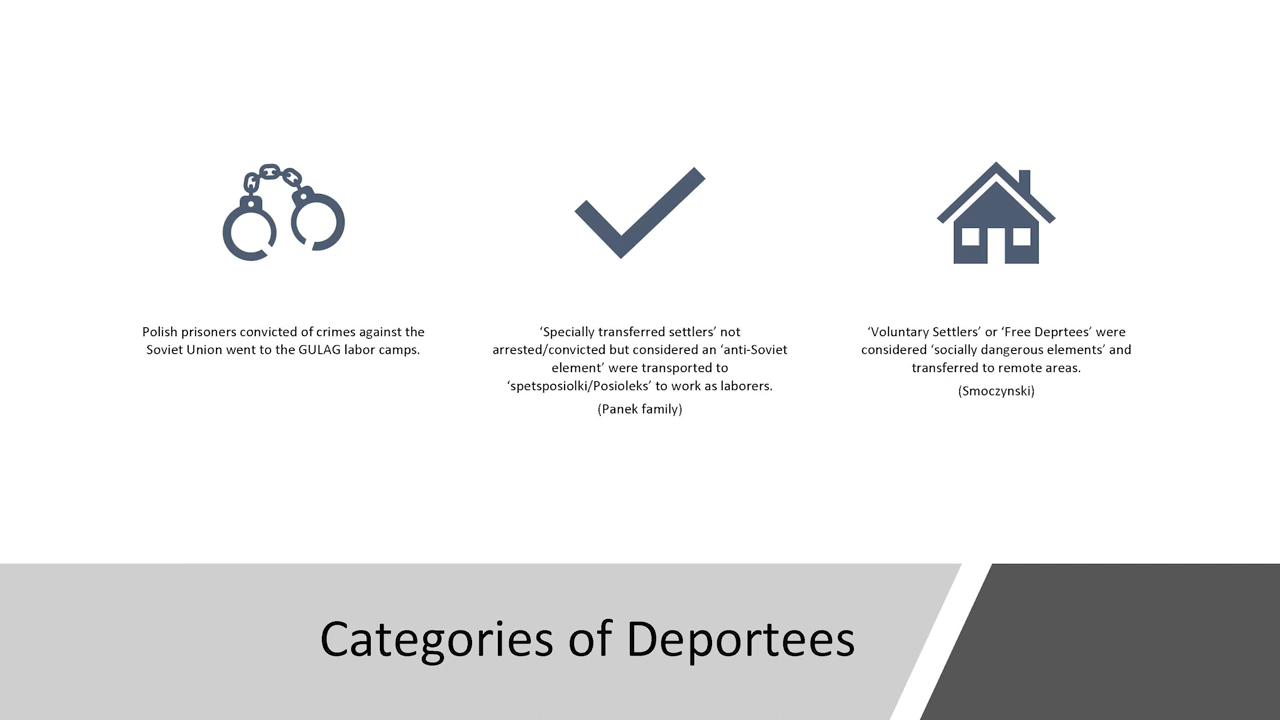 Polish prisoners convicted of crimes against the
Soviet Union went to the GULAG labor camps.
‘Specially transferred settlers’ not
arrested/convicted but considered an ‘anti-Soviet
element’ were transported to
‘spetsposiolki/Posioleks’ to work as laborers.
(Panek family)
‘Voluntary Settlers’ or ‘Free Deprtees’ were
considered ‘socially dangerous elements’ and
transferred to remote areas.
(Smoczynski)
Categories of Deportees